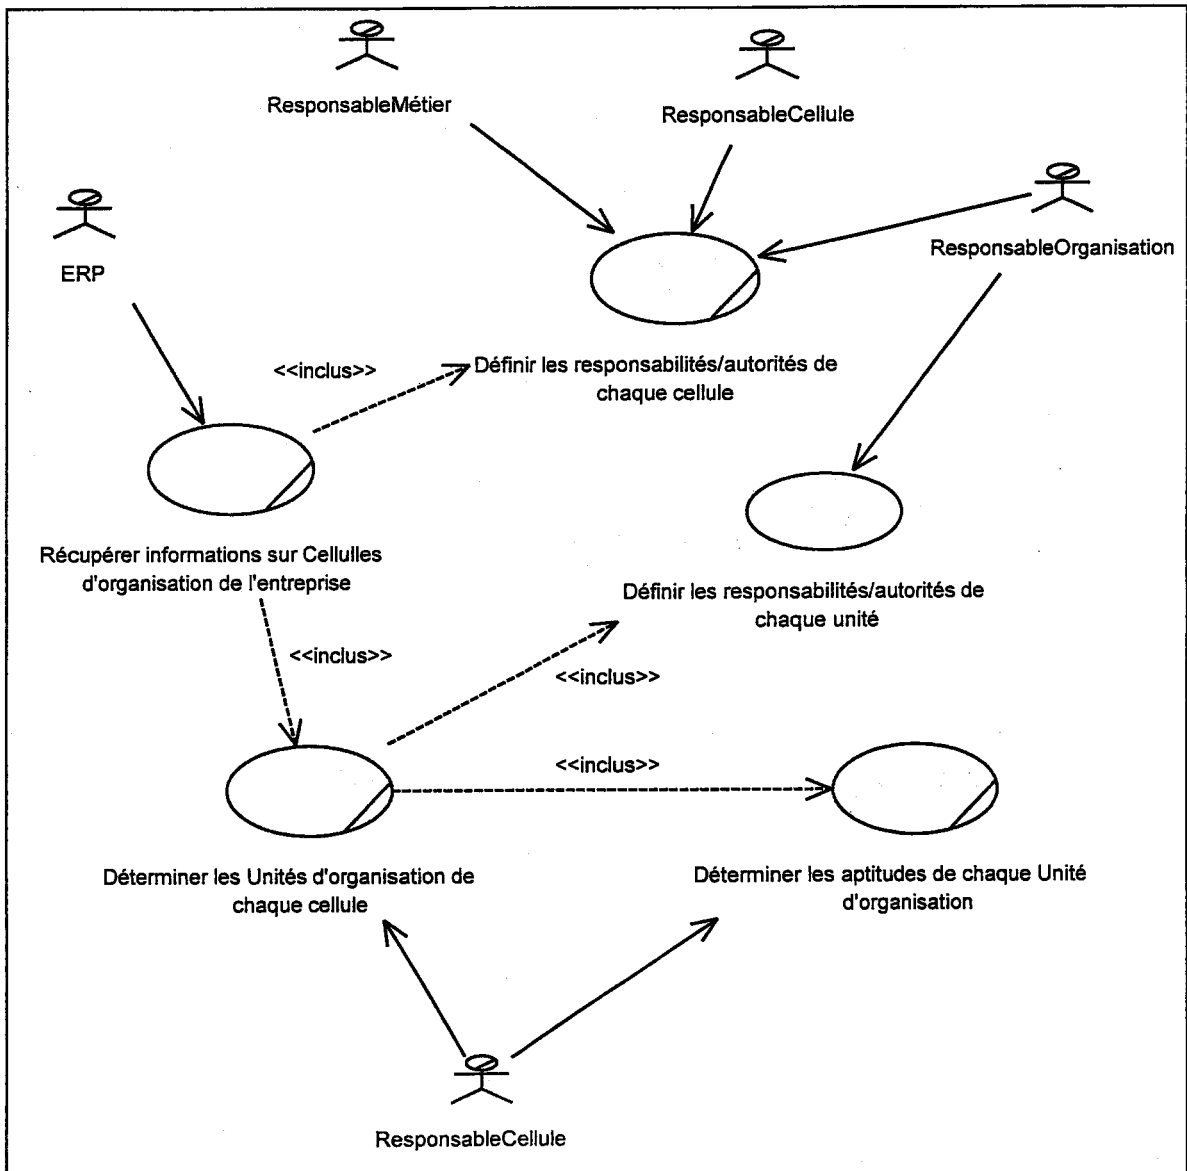 ResponsableMétier
ResponsableCellule
ResponsableOrganisation
ERP
<<inclus>>
Définir les responsabilités/autorités de
chaque cellule
Récupérer informations sur Cellulles
d'organisation de l'entreprise
Définir les responsabilités/autorités de
chaque unité
<<inclus>>
<<inclus>>
<<inclus>>
Déterminer les Unités d'organisation de
chaque cellule
Déterminer les aptitudes de chaque Unité
d'organisation
ResponsableCellule